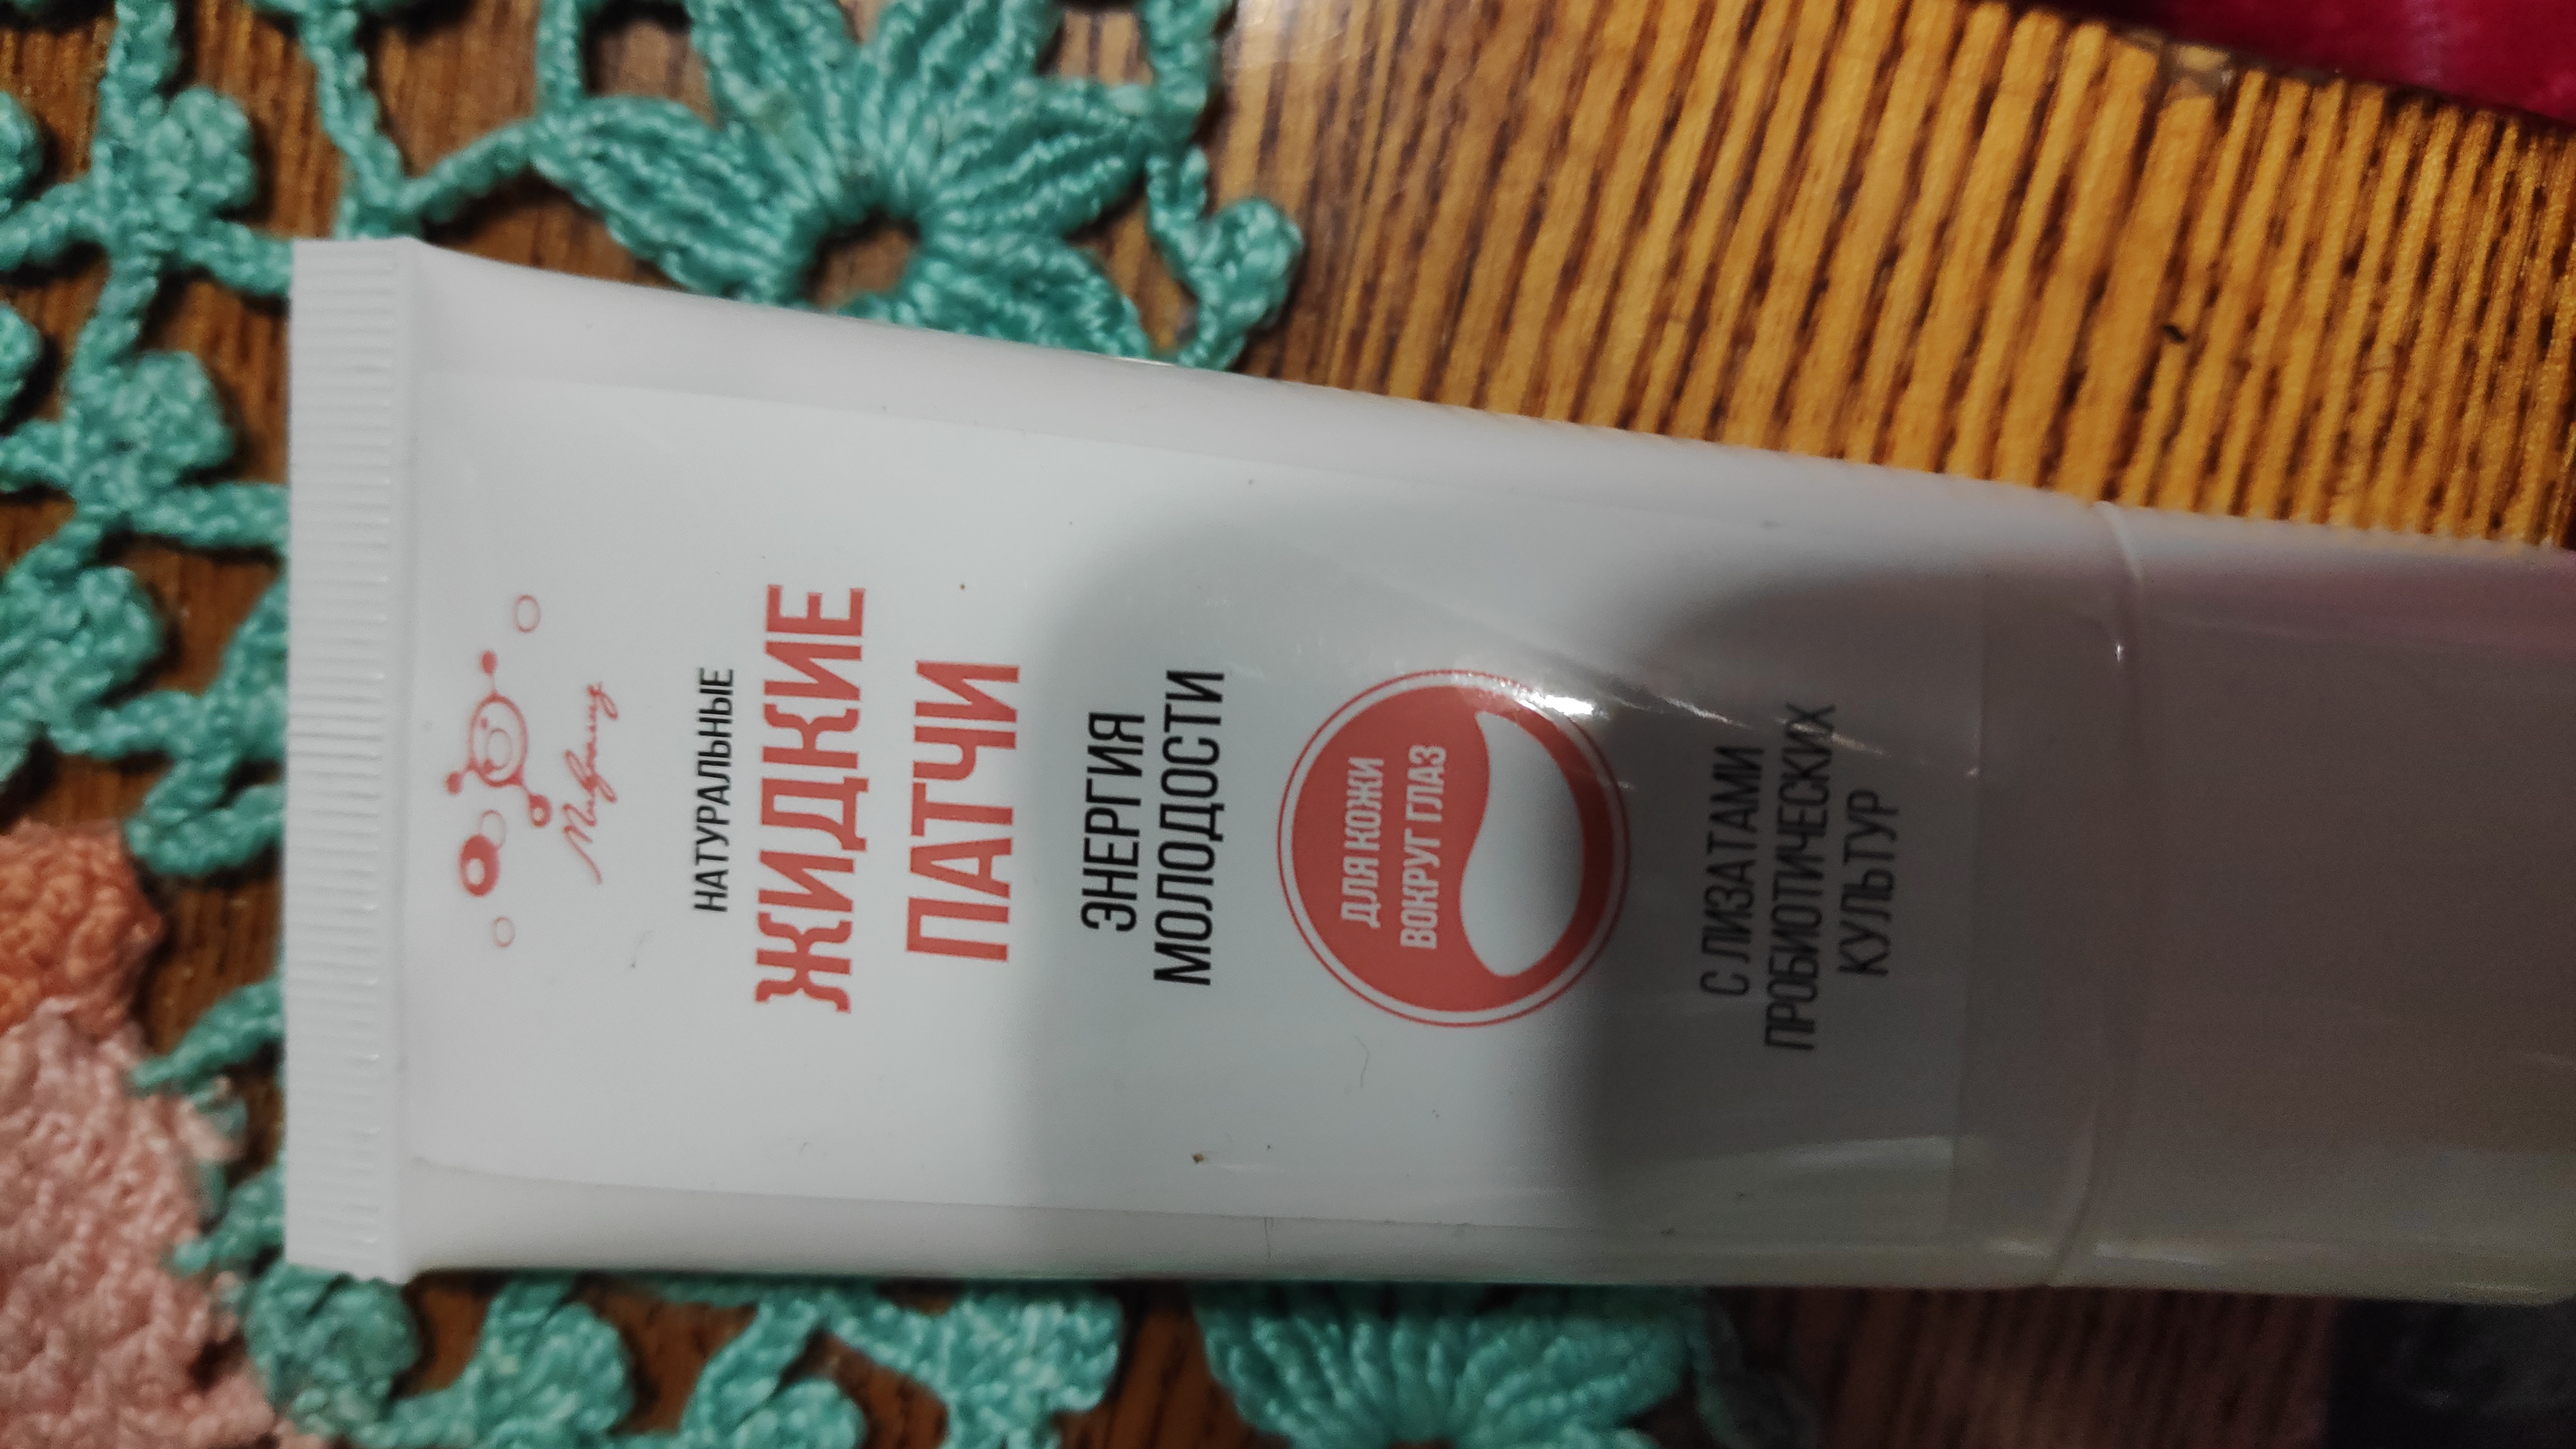 НАТУРАЛЬНЫЕ
ЖИДКИЕ
ПАТЧИ
ЭНЕРГИЯ
МОЛОДОСТИ
ДЛЯ КОЖИ
ВОКРУГ ГЛАЗ
С ЛИЗАТАМИ
ПРОБИОТИЧЕСКИХ
КУЛЬТУР